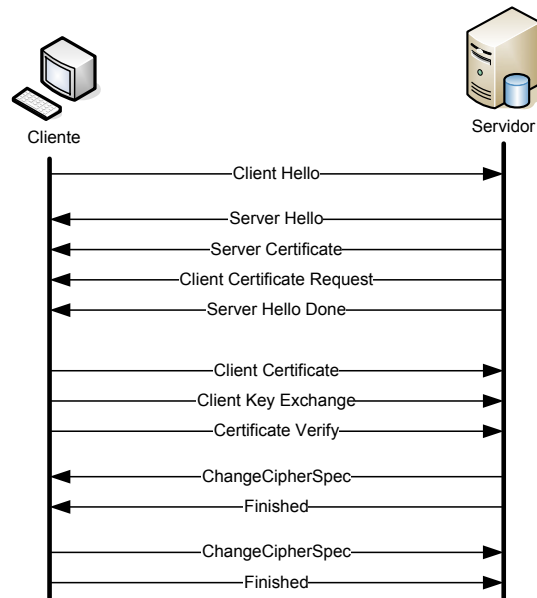 Cliente
Servidor
Client Hello
Server Hello
Server Certificate
Client Certificate Request
Server Hello Done
Client Certificate
Client Key Exchange
Certificate Verify
ChangeCipherSpec
Finished
ChangeCipherSpec
Finished